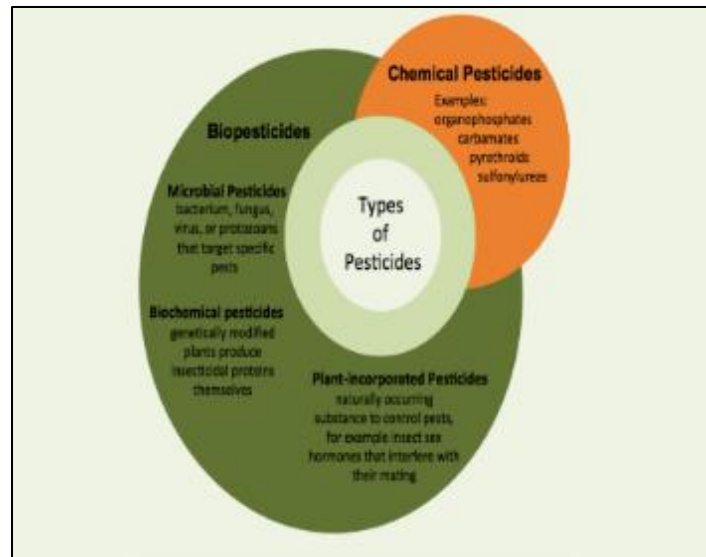 Chemical Pesticides
Examples:
organophosphates
carbamates
pyrothroids
sulfonylurees
Biopesticides
Microbial Pesticides
bacterium, fungus,
virus, or protozoans
that target specific
pests
Types
of
Pesticides
Biochemical pesticides
genetically modified
plants produce
insecticidal proteins
themselves
Plant-incorporated Pesticides
naturally occurring
substance to control pests,
for example insect sex
hormones that interfere with
their mating